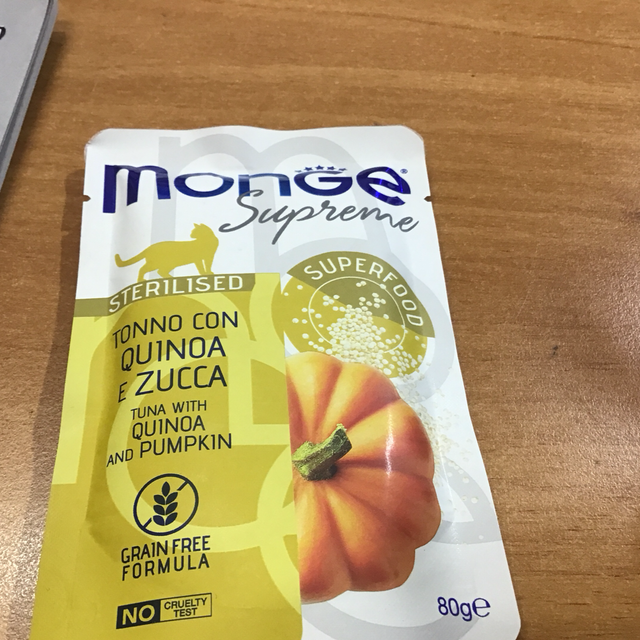 monge®
Supreme
STERILISED
SUPERFOOD
TONNO CON
QUINOA
E ZUCCA
TUNA WITH
QUINOA
AND PUMPKIN
GRAIN FREE
FORMULA
NO CRUELTY
TEST
80g℮